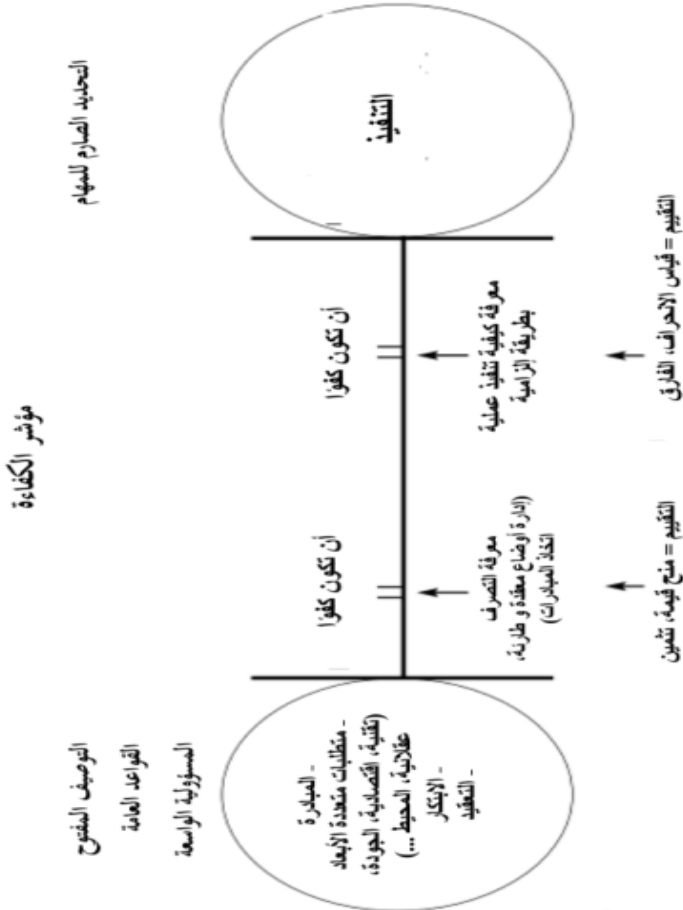 مؤشر الكفاءة
التحديد الصارم للمهام
التوصيف المفتوح
القواعد العامة
المسؤولية الواسعة
التنفيذ
أن تكون كفؤا
أن تكون كفؤا
- المبادرة
- متطلبات متعددة الأبعاد
(تقنية، اقتصادية، الجودة،
عقلانية، المحيط ...)
- الابتكار
- التعقيد
معرفة كيفية تنفيذ عملية
بطريقة إلزامية
معرفة التصرف
(إدارة أوضاع معقدة و طارئة،
اتخاذ المبادرات)
التقييم = قياس الانحراف، الفارق
التقييم = منح قيمة، تثمين